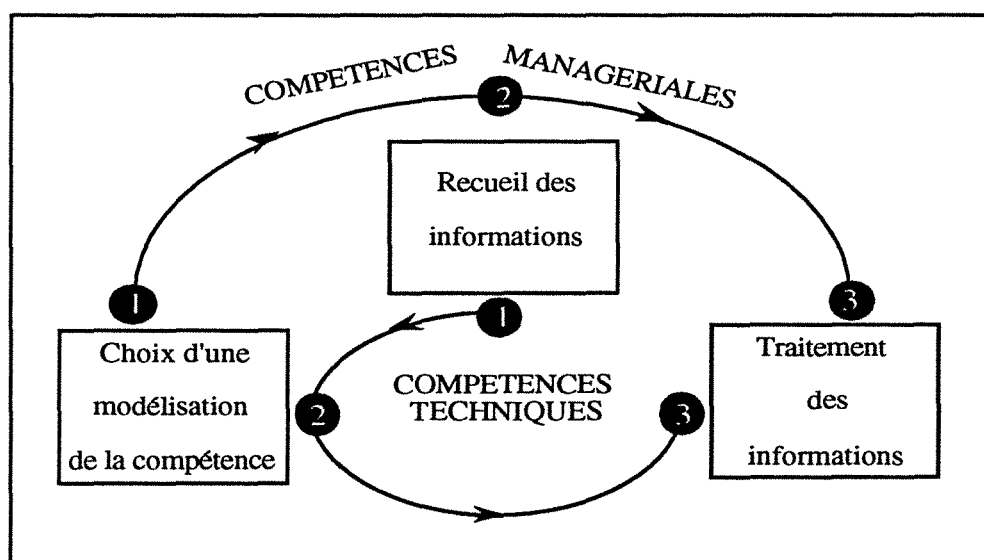 COMPETENCES MANAGERIALES
2
Recueil des
informations
1
3
1
Choix d'une
modélisation
de la compétence
2
COMPETENCES
TECHNIQUES
3
Traitement
des
informations